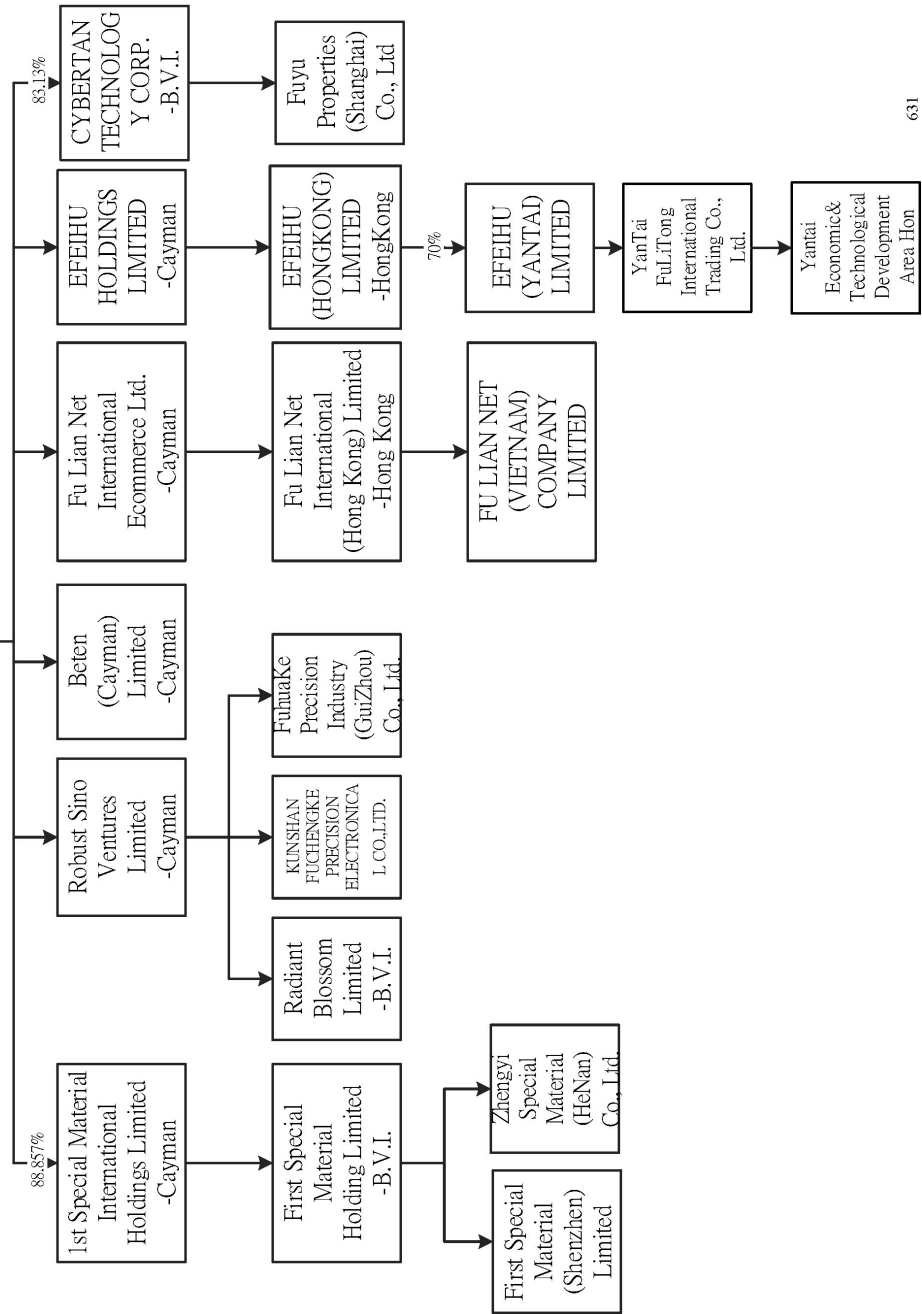 88.857%
83.13%
1st Special Material
International
Holdings Limited
-Cayman
Robust Sino
Ventures
Limited
-Cayman
Beten
(Cayman)
Limited
-Cayman
Fu Lian Net
International
Ecommerce Ltd.
-Cayman
EFEIHU
HOLDINGS
LIMITED
-Cayman
CYBERTAN
TECHNOLOG
Y CORP.
-B.V.I.
First Special
Material
Holding Limited
-B.V.I.
Radiant
Blossom
Limited
-B.V.I.
KUNSHAN
FUCHENGKE
PRECISION
ELECTRONICA
L CO.,LTD.
FuhuaKe
Precision
Industry
(GuiZhou)
Co., Ltd.
Fu Lian Net
International
(Hong Kong) Limited
-Hong Kong
EFEIHU
(HONGKONG)
LIMITED
-HongKong
Fuyu
Properties
(Shanghai)
Co., Ltd
70%
First Special
Material
(Shenzhen)
Limited
Zhengyi
Special
Material
(HeNan)
Co., Ltd.
FU LIAN NET
(VIETNAM)
COMPANY
LIMITED
EFEIHU
(YANTAI)
LIMITED
YanTai
FuLiTong
International
Trading Co.,
Ltd.
Yantai
Economic&
Technological
Development
Area Hon
631